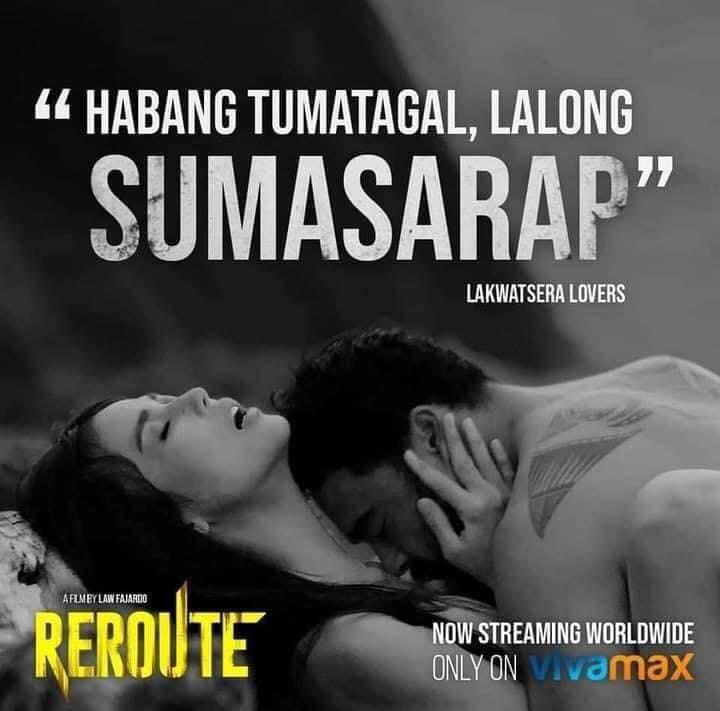 “ HABANG TUMATAGAL, LALONG
SUMASARAP”
LAKWATSERA LOVERS
A FILM BY LAW FAJARDO
REROUTE
NOW STREAMING WORLDWIDE
ONLY ON vivamax